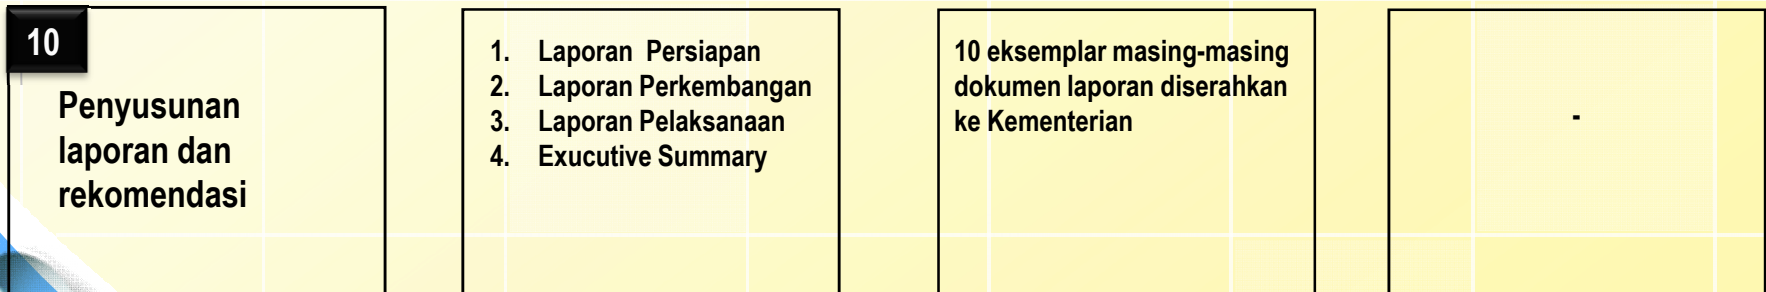 10
Penyusunan
laporan dan
rekomendasi
1. Laporan Persiapan
2. Laporan Perkembangan
3. Laporan Pelaksanaan
4. Exucutive Summary
10 eksemplar masing-masing
dokumen laporan diserahkan
ke Kementerian
-